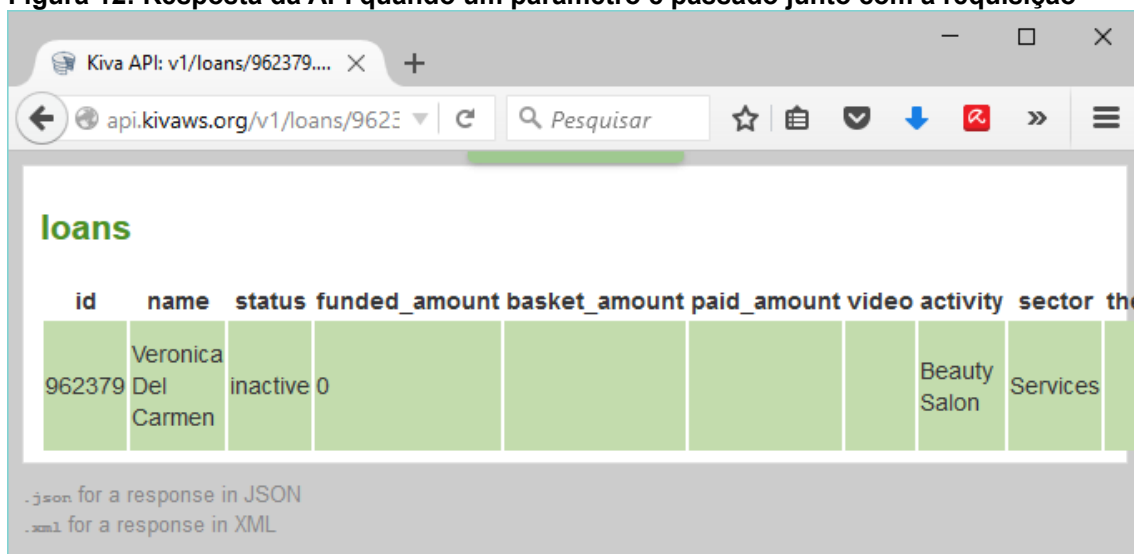 Figura 12: Resposta da API quando um parâmetro é passado junto com a requisição
Kiva API: v1/loans/962379....
api.kivaws.org/v1/loans/9623
Pesquisar
loans
id name status funded_amount basket_amount paid_amount video activity sector the
962379 Veronica Del Carmen inactive 0 Beauty Salon Services
.json for a response in JSON
.xml for a response in XML